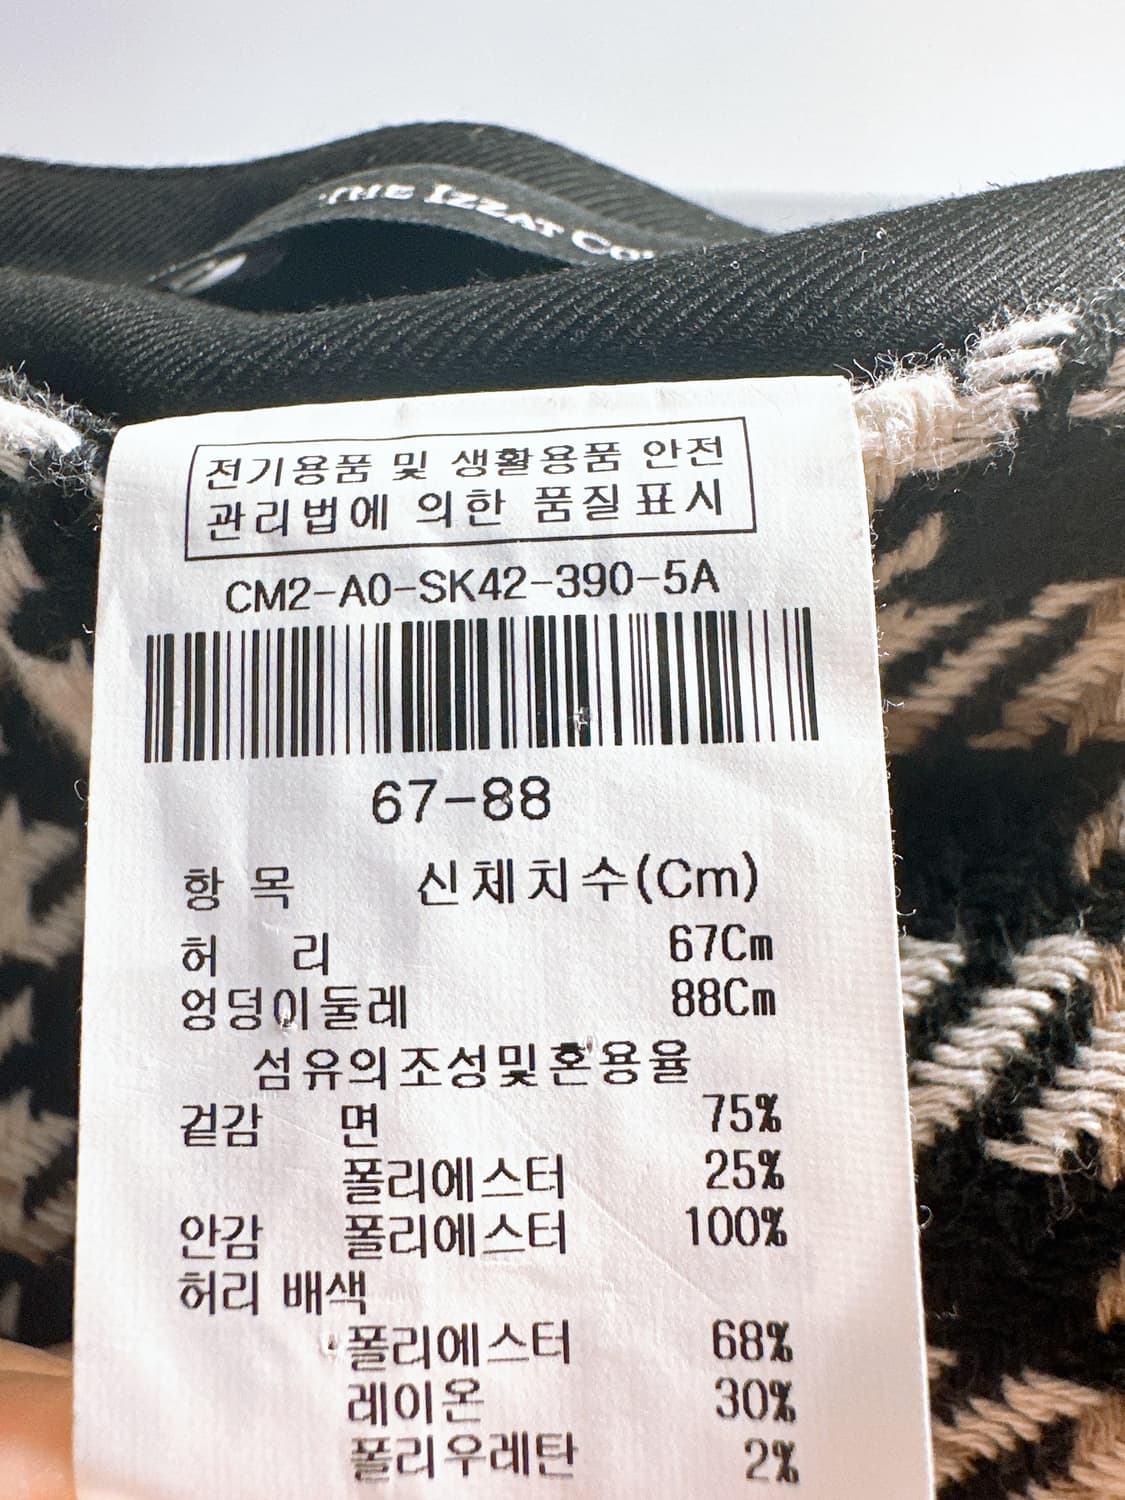 THE IZZAT CO
전기용품 및 생활용품 안전
관리법에 의한 품질표시
CM2-A0-SK42-390-5A
67-88
항 목 신체치수(Cm)
허 리 67Cm
엉덩이둘레 88Cm
섬유의조성및혼용율
겉감 면 75%
폴리에스터 25%
안감 폴리에스터 100%
허리 배색
폴리에스터 68%
레이온 30%
폴리우레탄 2%